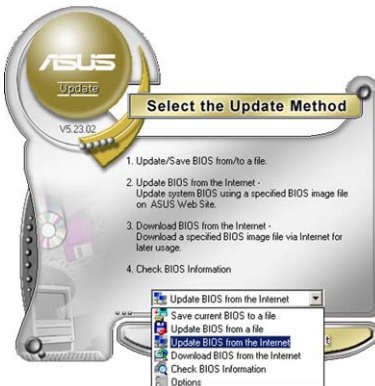 ASUS
Update
V5.23.02
Select the Update Method
1. Update/Save BIOS from/to a file.
2. Update BIOS from the Internet -
Update system BIOS using a specified BIOS image file
on ASUS Web Site.
3. Download BIOS from the Internet -
Download a specified BIOS image file via Internet for
later usage.
4. Check BIOS Information
Update BIOS from the Internet
Save current BIOS to a file
Update BIOS from a file
Update BIOS from the Internet
Download BIOS from the Internet
Check BIOS Information
Options